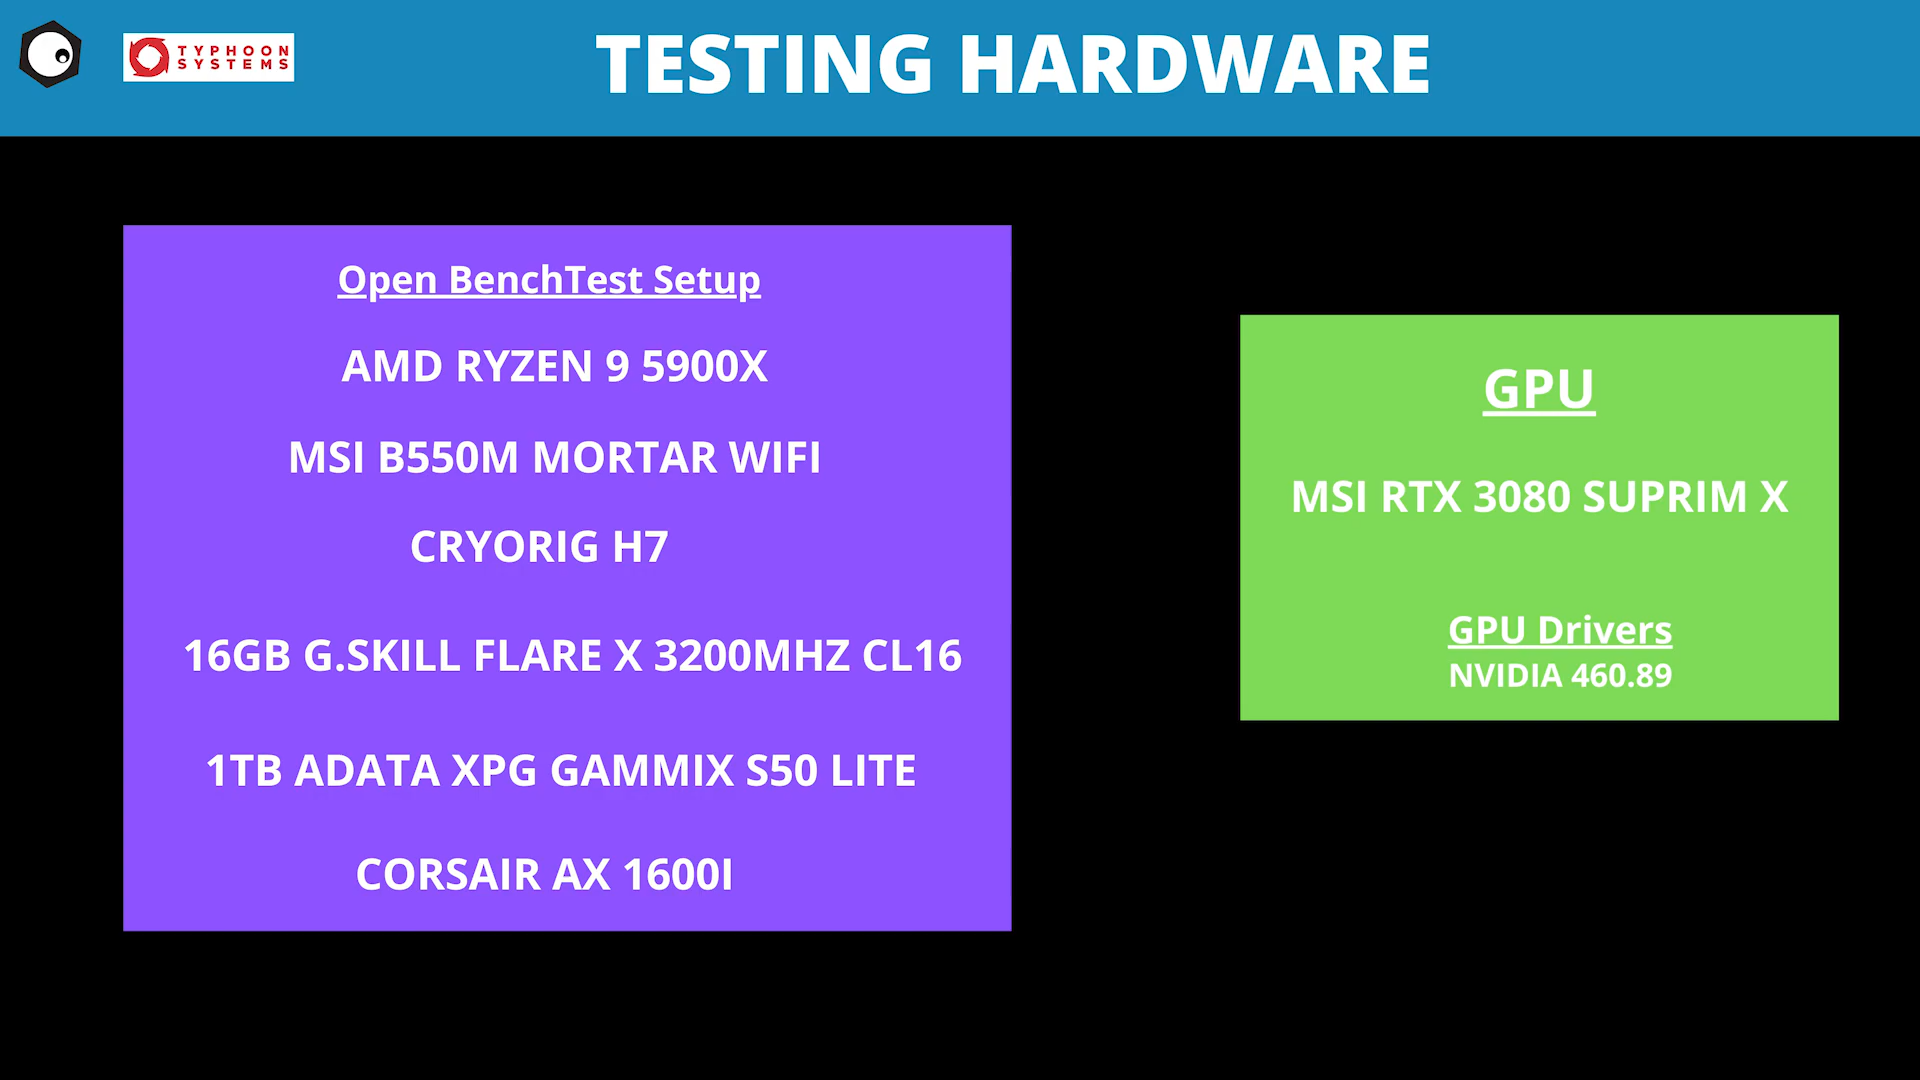 TYPHOON
SYSTEMS
TESTING HARDWARE
Open BenchTest Setup
AMD RYZEN 9 5900X
MSI B550M MORTAR WIFI
CRYORIG H7
16GB G.SKILL FLARE X 3200MHZ CL16
1TB ADATA XPG GAMMIX S50 LITE
CORSAIR AX 1600I
GPU
MSI RTX 3080 SUPRIM X
GPU Drivers
NVIDIA 460.89